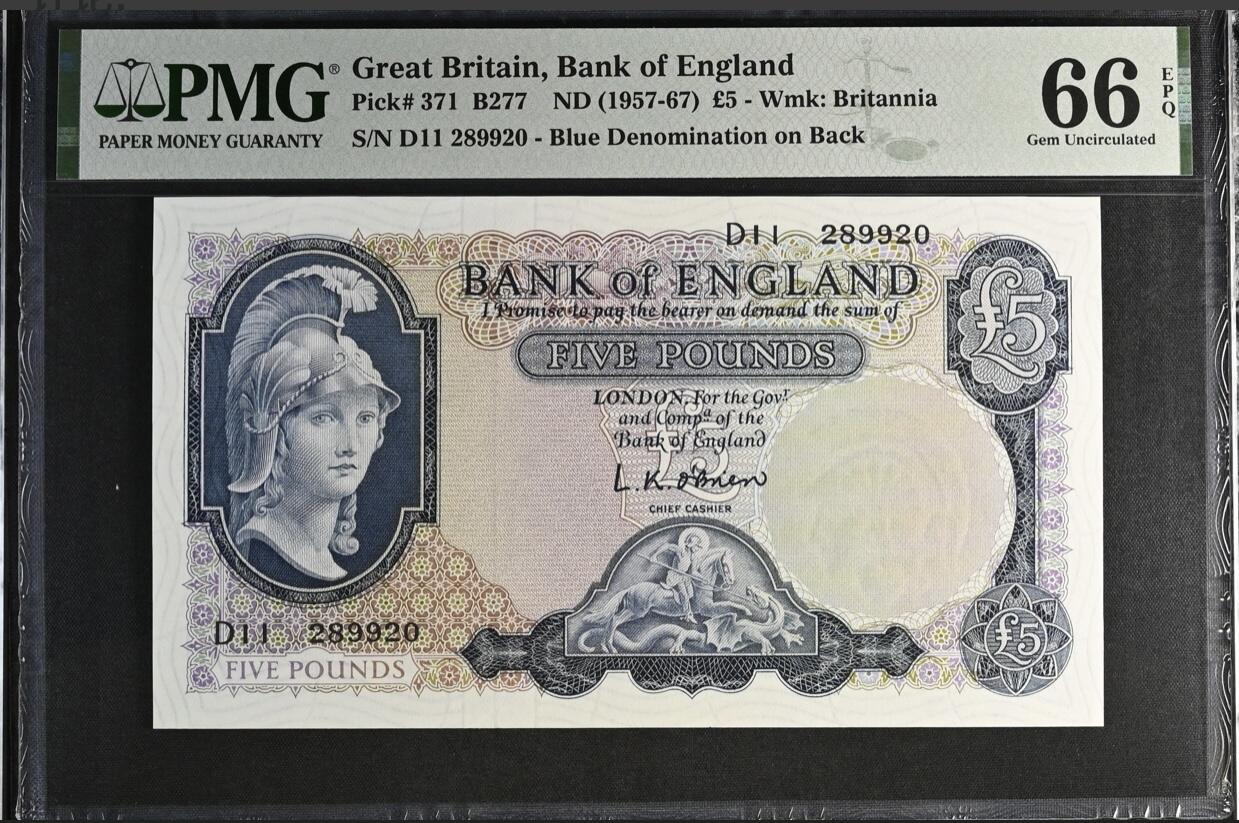 PMG®
PAPER MONEY GUARANTY
Great Britain, Bank of England
Pick# 371 B277 ND (1957-67) £5 - Wmk: Britannia
S/N D11 289920 - Blue Denomination on Back
66
EPQ
Gem Uncirculated
D11 289920
BANK of ENGLAND
I Promise to pay the bearer on demand the sum of
FIVE POUNDS
£5
LONDON, For the Govr
and Compa of the
Bank of England
£5
L.K. O'Brien
CHIEF CASHIER
D11 289920
FIVE POUNDS
£5